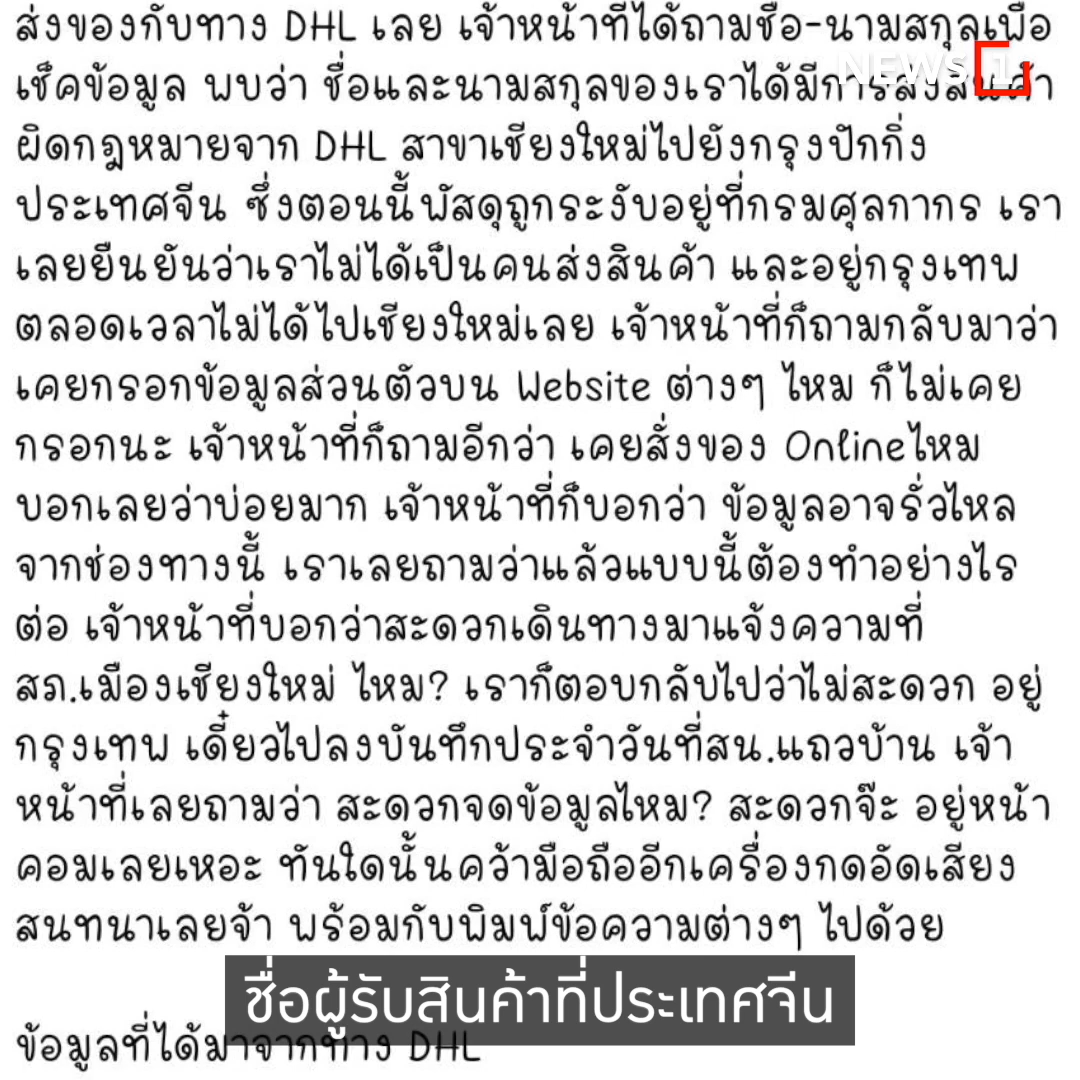 ส่งของกับทาง DHL เลย เจ้าหน้าที่ได้ถามชื่อ-นามสกุลเพื่อ
NEWS 1
เช็คข้อมูล พบว่า ชื่อและนามสกุลของเราได้มีการส่งสินค้า
ผิดกฎหมายจาก DHL สาขาเชียงใหม่ไปยังกรุงปักกิ่ง
ประเทศจีน ซึ่งตอนนี้พัสดุถูกระงับอยู่ที่กรมศุลกากร เรา
เลยยืนยันว่าเราไม่ได้เป็นคนส่งสินค้า และอยู่กรุงเทพ
ตลอดเวลาไม่ได้ไปเชียงใหม่เลย เจ้าหน้าที่ก็ถามกลับมาว่า
เคยกรอกข้อมูลส่วนตัวบน Website ต่างๆ ไหม ก็ไม่เคย
กรอกนะ เจ้าหน้าที่ก็ถามอีกว่า เคยสั่งของ Onlineไหม
บอกเลยว่าบ่อยมาก เจ้าหน้าที่ก็บอกว่า ข้อมูลอาจรั่วไหล
จากช่องทางนี้ เราเลยถามว่าแล้วแบบนี้ต้องทำอย่างไร
ต่อ เจ้าหน้าที่บอกว่าสะดวกเดินทางมาแจ้งความที่
สภ.เมืองเชียงใหม่ ไหม? เราก็ตอบกลับไปว่าไม่สะดวก อยู่
กรุงเทพ เดี๋ยวไปลงบันทึกประจำวันที่สน.แถวบ้าน เจ้า
หน้าที่เลยถามว่า สะดวกจดข้อมูลไหม? สะดวกจ๊ะ อยู่หน้า
คอมเลยเหอะ ทันใดนั้นคว้ามือถืออีกเครื่องกดอัดเสียง
สนทนาเลยจ้า พร้อมกับพิมพ์ข้อความต่างๆ ไปด้วย
ชื่อผู้รับสินค้าที่ประเทศจีน
ข้อมูลที่ได้มาจากทาง DHL